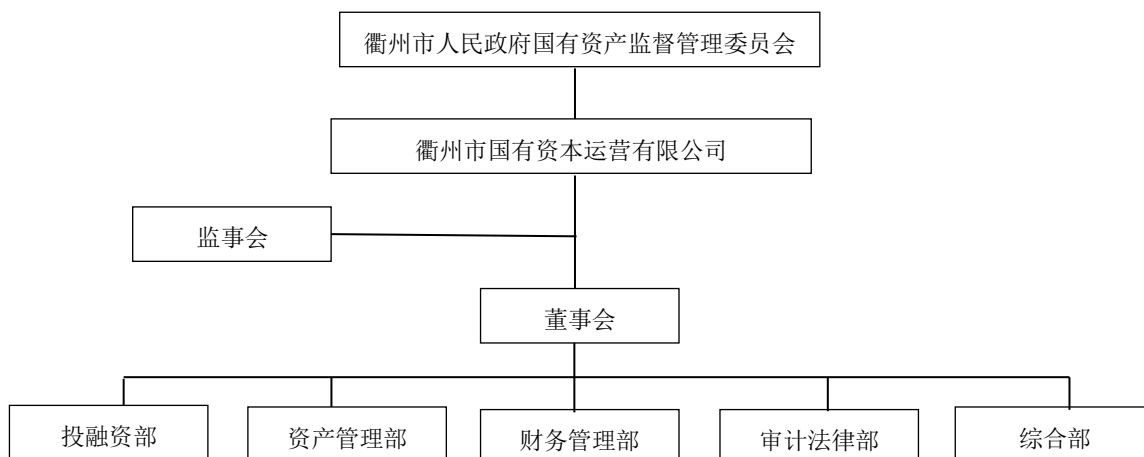 衢州市人民政府国有资产监督管理委员会
衢州市国有资本运营有限公司
监事会
董事会
投融资部
资产管理部
财务管理部
审计法律部
综合部